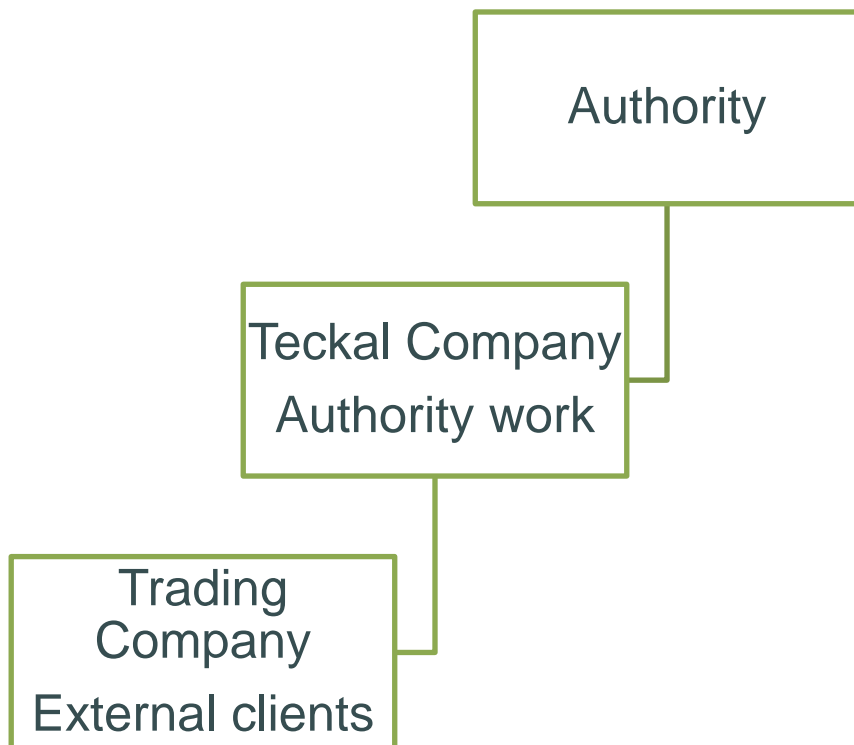 Authority
Teckal Company
Authority work
Trading
Company
External clients